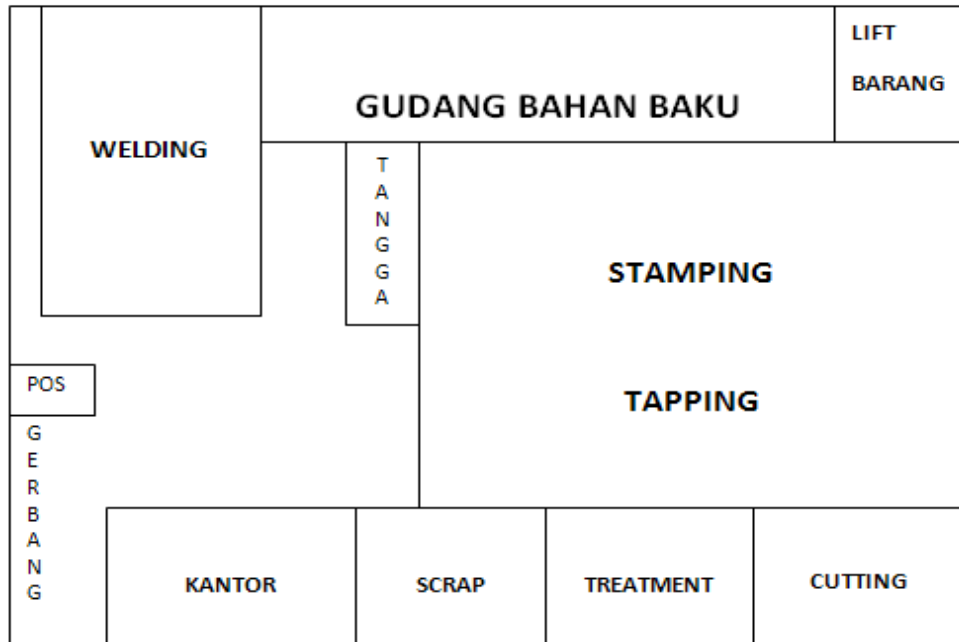 LIFT
BARANG
GUDANG BAHAN BAKU
WELDING
T
A
N
G
G
A
STAMPING
TAPPING
POS
G
E
R
B
A
N
G
KANTOR
SCRAP
TREATMENT
CUTTING